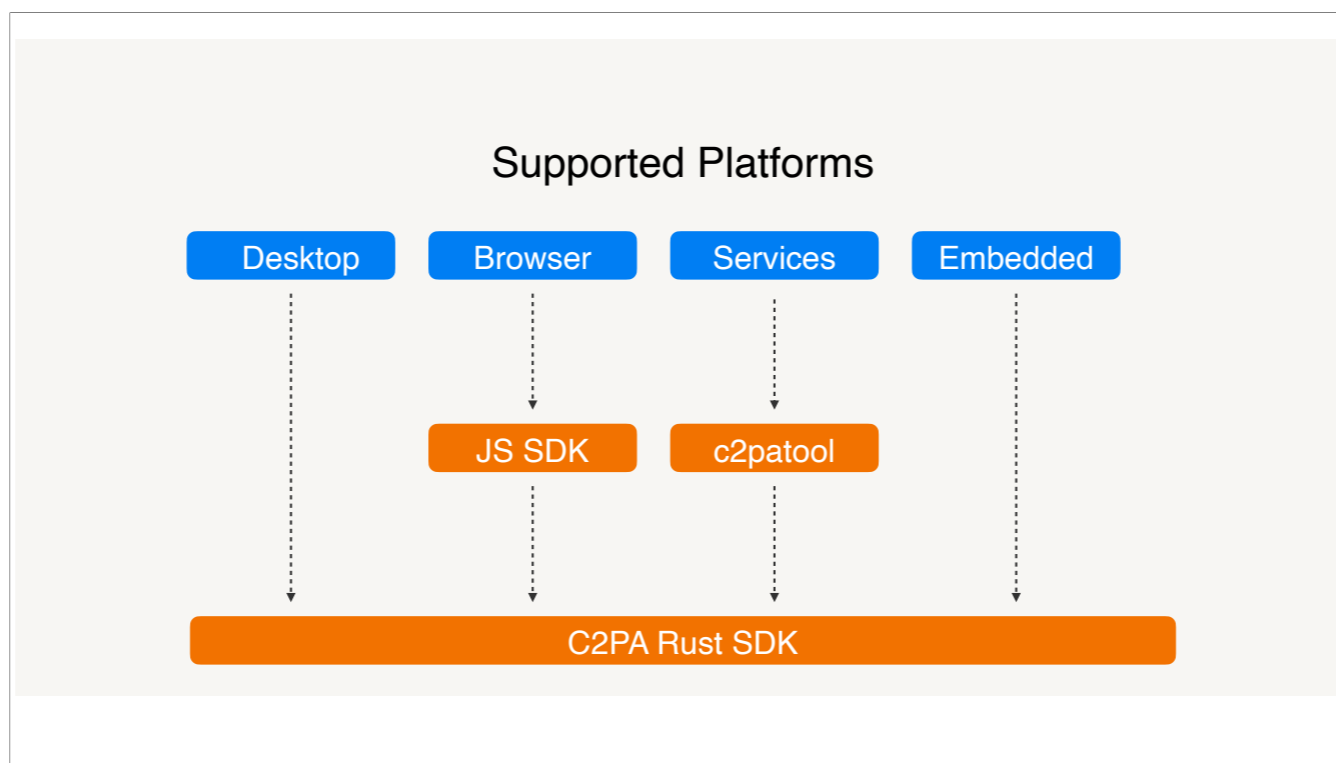 Supported Platforms
Desktop
Browser
Services
Embedded
JS SDK
c2patool
C2PA Rust SDK